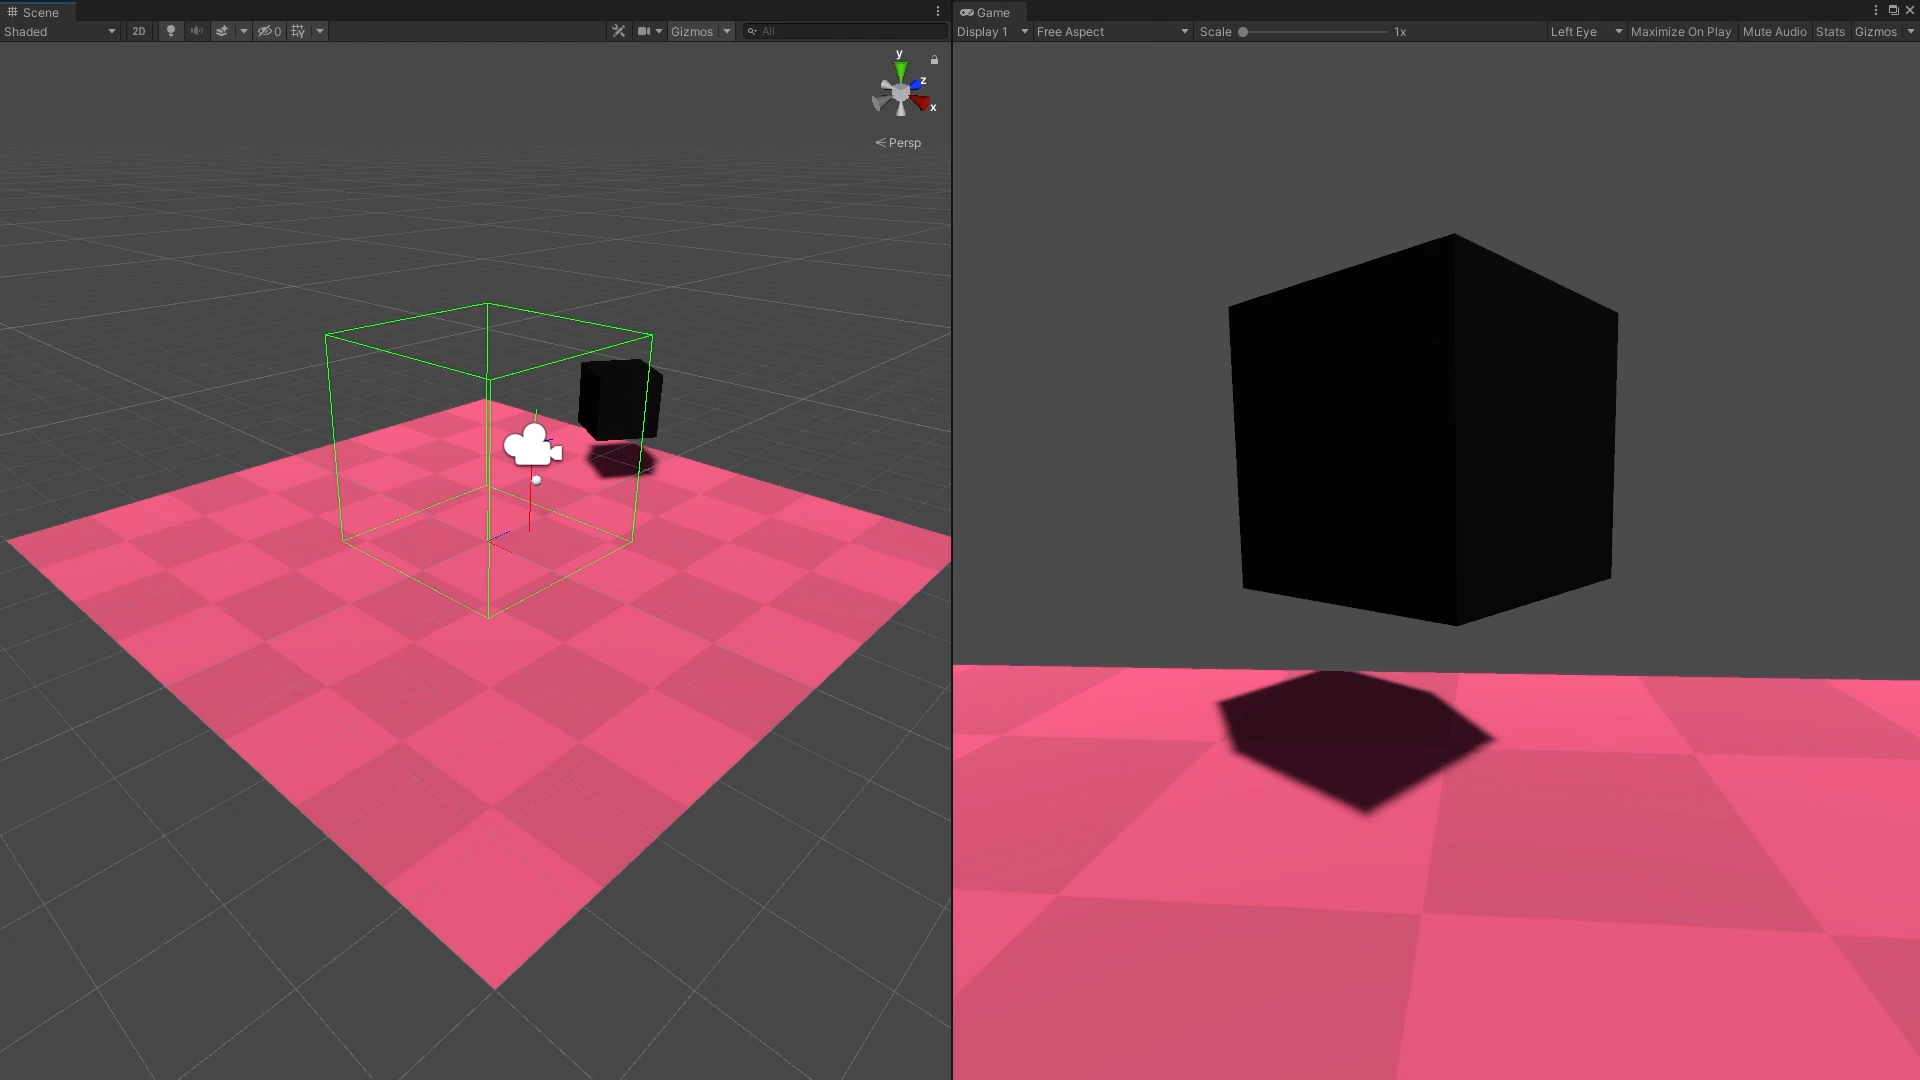 Scene
Shaded 2D 0 Gizmos All
y
z
x
Persp
Game
Display 1 Free Aspect Scale 1x Left Eye Maximize On Play Mute Audio Stats Gizmos